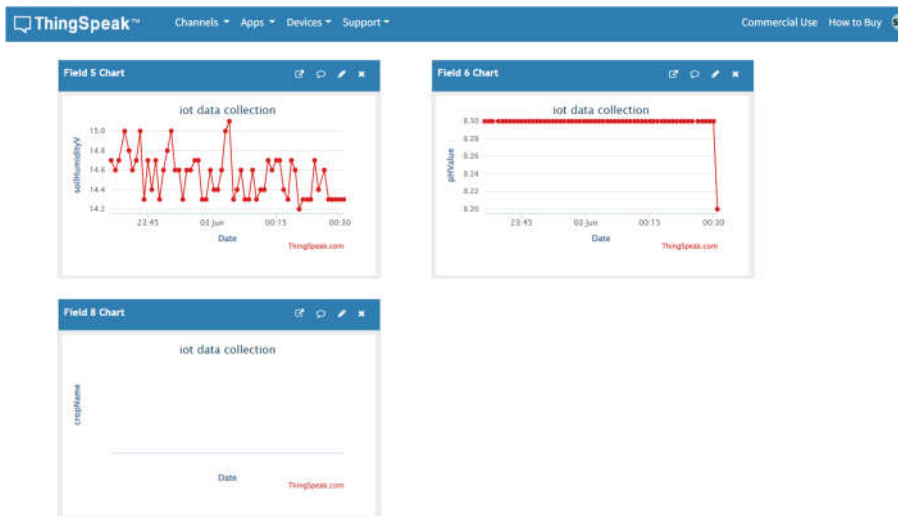 ThingSpeak™ Channels Apps Devices Support Commercial Use How to Buy
Field 5 Chart
iot data collection
soilHumidityV
15.0
14.8
14.6
14.4
14.2
23:45 03 Jun 00:15 00:30
Date
ThingSpeak.com
Field 6 Chart
iot data collection
pHValue
8.30
8.28
8.26
8.24
8.22
8.20
23:45 03 Jun 00:15 00:30
Date
ThingSpeak.com
Field 8 Chart
iot data collection
cropName
Date
ThingSpeak.com